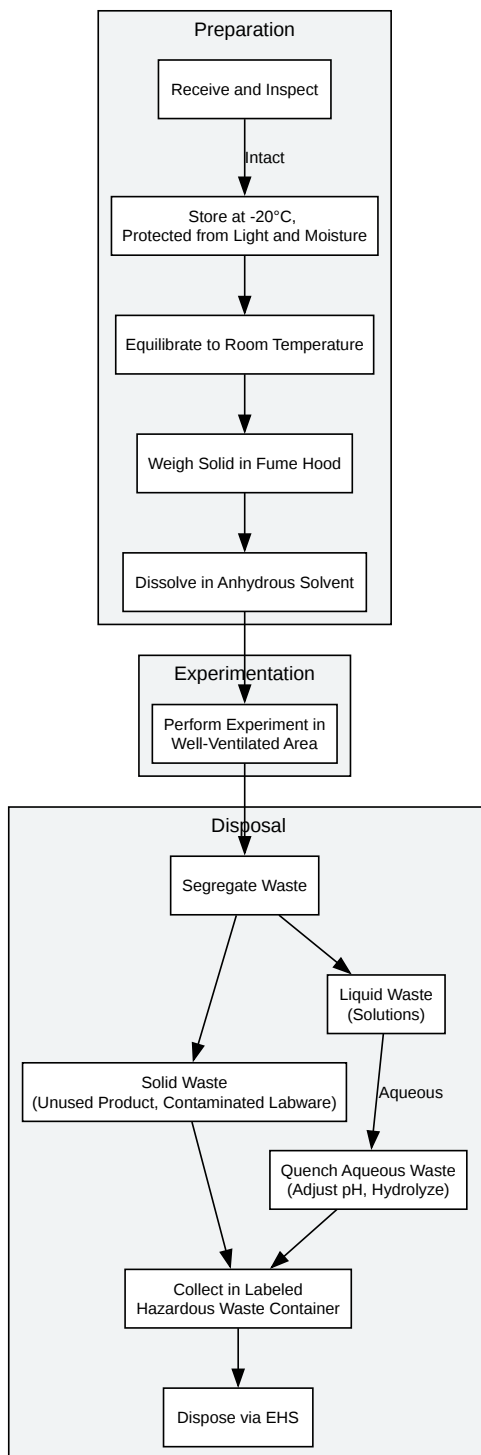 Preparation
Receive and Inspect
Intact
Store at -20°C,
Protected from Light and Moisture
Equilibrate to Room Temperature
Weigh Solid in Fume Hood
Dissolve in Anhydrous Solvent
Experimentation
Perform Experiment in
Well-Ventilated Area
Disposal
Segregate Waste
Liquid Waste
(Solutions)
Solid Waste
(Unused Product, Contaminated Labware)
Aqueous
Quench Aqueous Waste
(Adjust pH, Hydrolyze)
Collect in Labeled
Hazardous Waste Container
Dispose via EHS